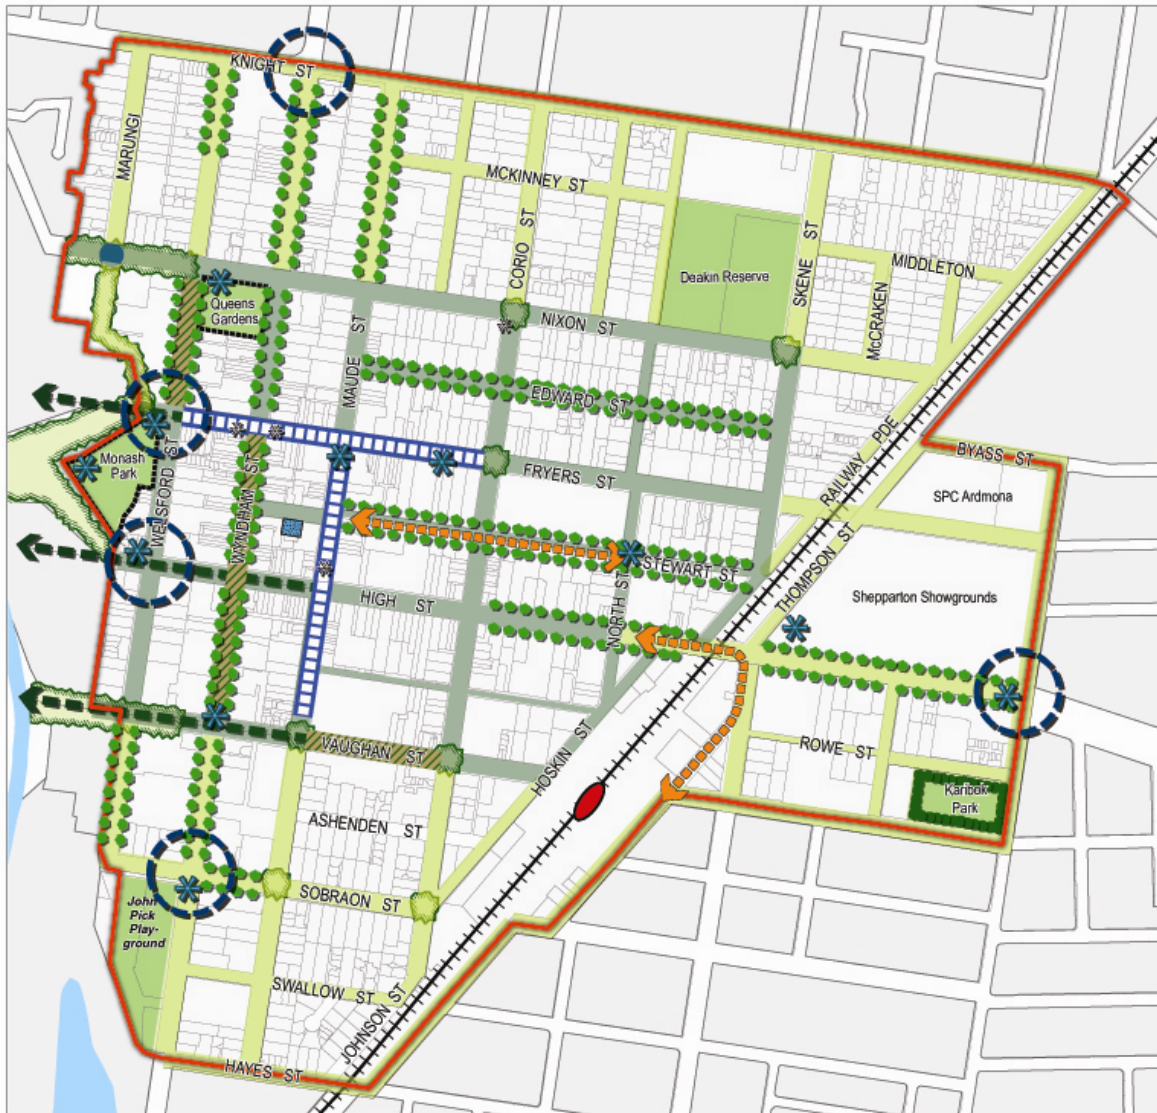 KNIGHT ST
MARUNGI
MCKINNEY ST
CORIO ST
Deakin Reserve
SKENE ST
MIDDLETON
McCRAKEN
Queens
Gardens
NIXON ST
MAUDE ST
EDWARD ST
RAILWAY PDE
BYASS ST
Monash
Park
WELSFORD ST
WYNDHAM ST
FRYERS ST
SPC Ardmona
THOMPSON ST
STEWART ST
Shepparton Showgrounds
HIGH ST
NORTH ST
HOSKIN ST
VAUGHAN ST
ROWE ST
Kanbok
Park
ASHENDEN ST
SOBRAON ST
John
Pick
Play-
ground
SWALLOW ST
JOHNSON ST
HAYES ST